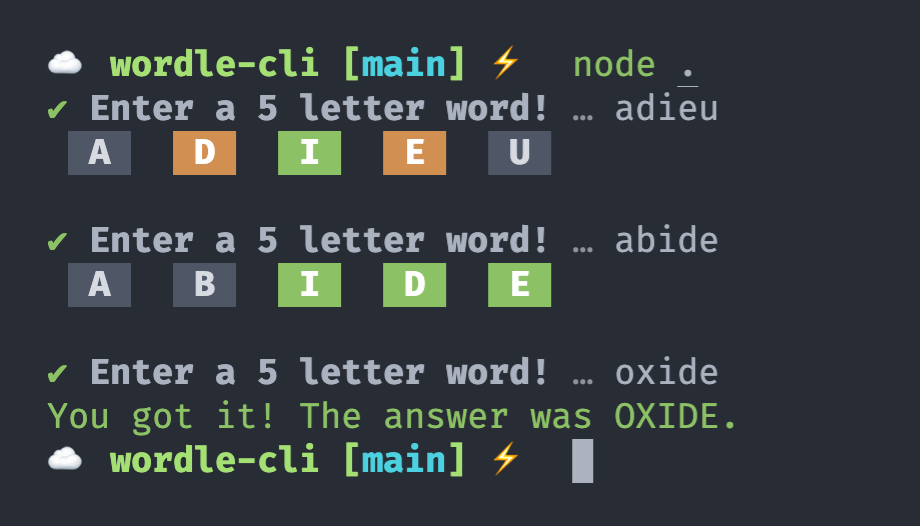 ☁️ wordle-cli [main] ⚡ node .
✔ Enter a 5 letter word! … adieu
A D I E U
✔ Enter a 5 letter word! … abide
A B I D E
✔ Enter a 5 letter word! … oxide
You got it! The answer was OXIDE.
☁️ wordle-cli [main] ⚡